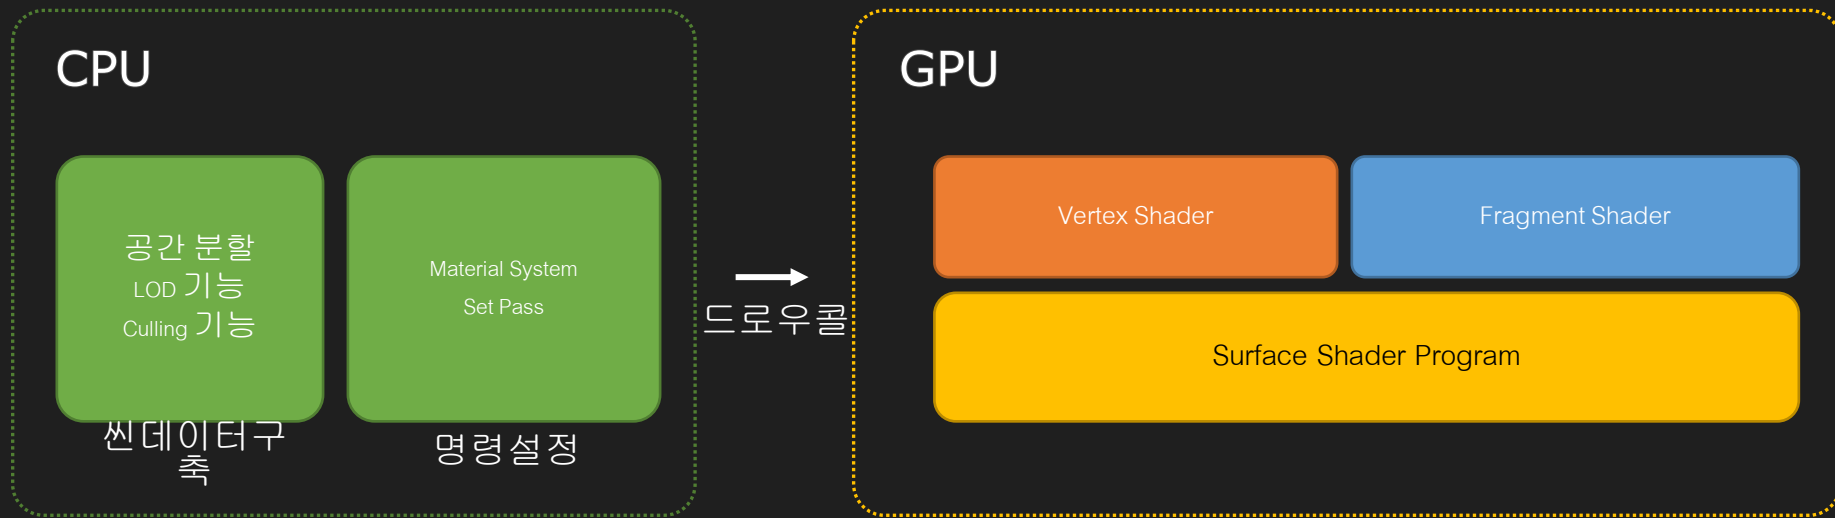 CPU
공간 분할
LOD 기능
Culling 기능
씬데이터구
축
Material System
Set Pass
명령설정
드로우콜
GPU
Vertex Shader
Fragment Shader
Surface Shader Program